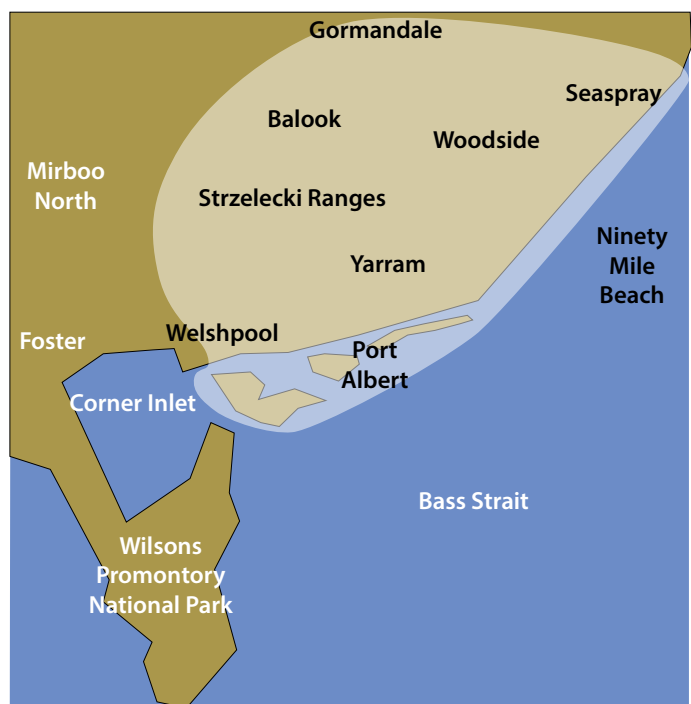 Gormandale
Seaspray
Balook
Woodside
Mirboo
North
Strzelecki Ranges
Ninety
Mile
Beach
Yarram
Welshpool
Foster
Port
Albert
Corner Inlet
Bass Strait
Wilsons
Promontory
National Park